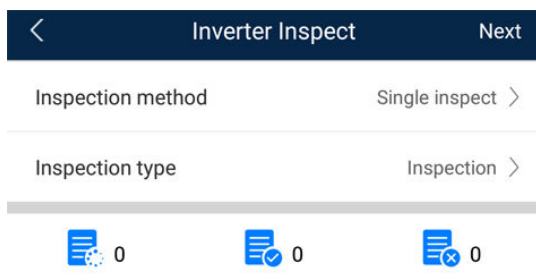 Inverter Inspect Next
Inspection method Single inspect
Inspection type Inspection
0 0 0